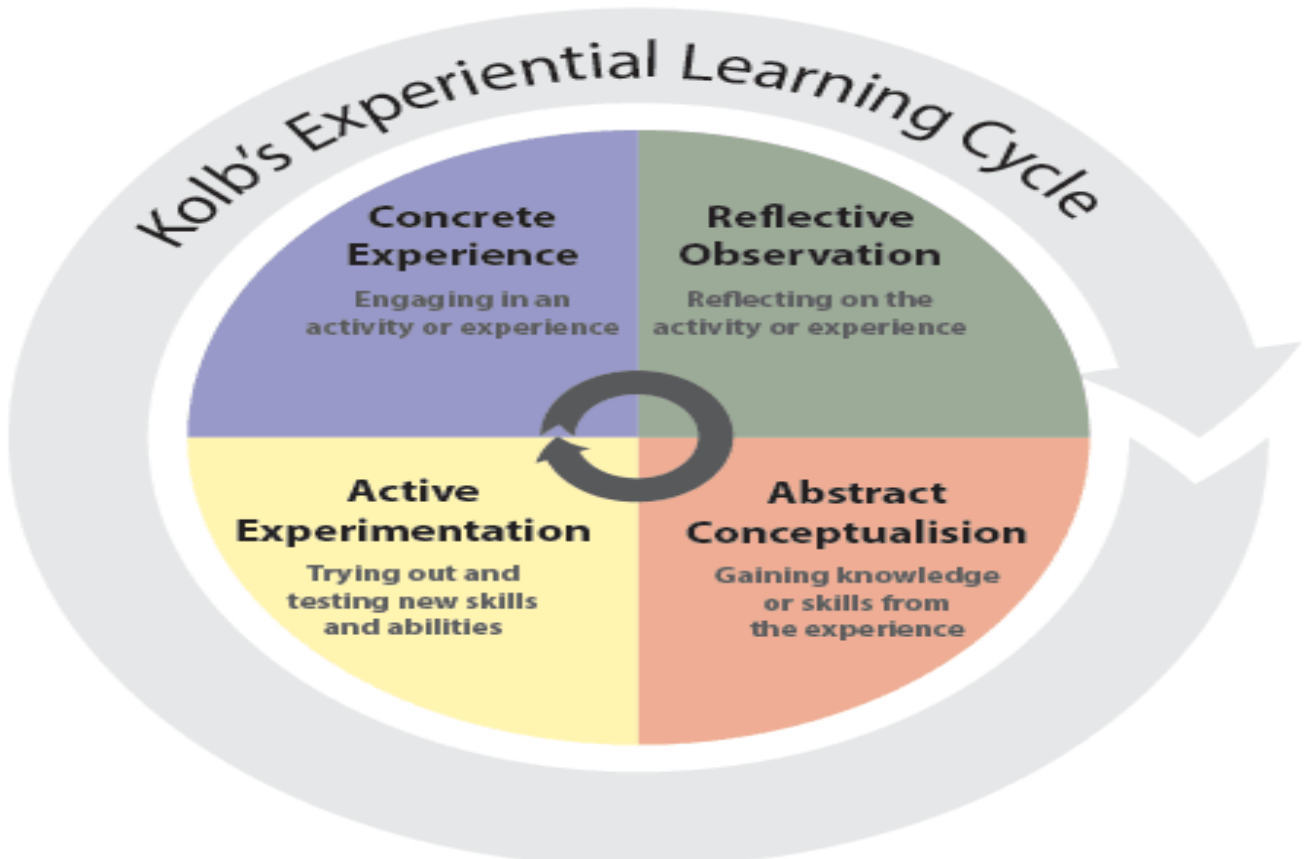 Kolb's Experiential Learning Cycle
Concrete
Experience
Engaging in an
activity or experience
Reflective
Observation
Reflecting on the
activity or experience
Active
Experimentation
Trying out and
testing new skills
and abilities
Abstract
Conceptualision
Gaining knowledge
or skills from
the experience